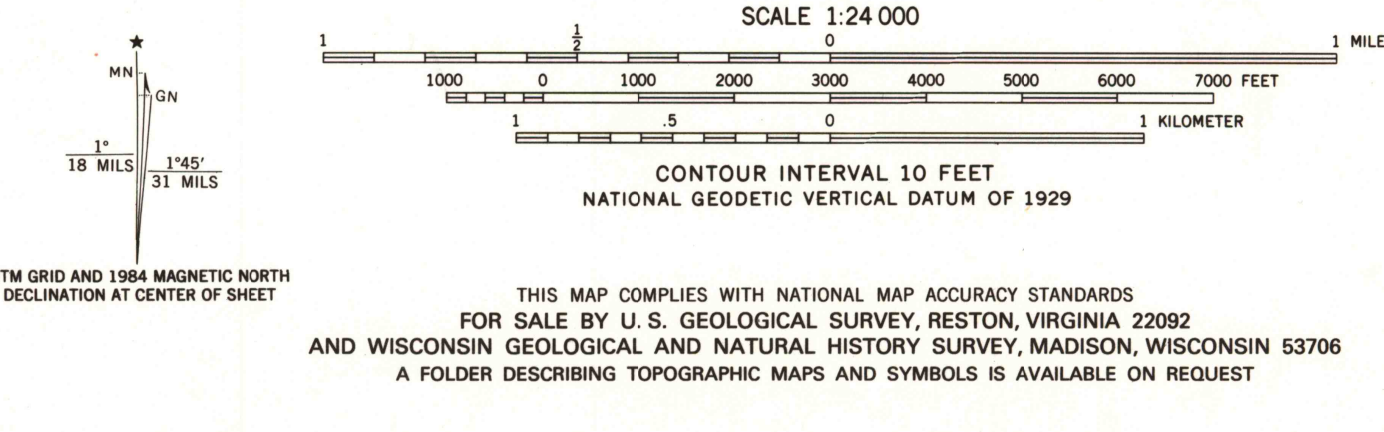 SCALE 1:24 000
1 1/2 0 1 MILE
1000 0 1000 2000 3000 4000 5000 6000 7000 FEET
1 .5 0 1 KILOMETER
CONTOUR INTERVAL 10 FEET
NATIONAL GEODETIC VERTICAL DATUM OF 1929
★
MN
GN
1°
18 MILS
1°45′
31 MILS
TM GRID AND 1984 MAGNETIC NORTH
DECLINATION AT CENTER OF SHEET
THIS MAP COMPLIES WITH NATIONAL MAP ACCURACY STANDARDS
FOR SALE BY U. S. GEOLOGICAL SURVEY, RESTON, VIRGINIA 22092
AND WISCONSIN GEOLOGICAL AND NATURAL HISTORY SURVEY, MADISON, WISCONSIN 53706
A FOLDER DESCRIBING TOPOGRAPHIC MAPS AND SYMBOLS IS AVAILABLE ON REQUEST